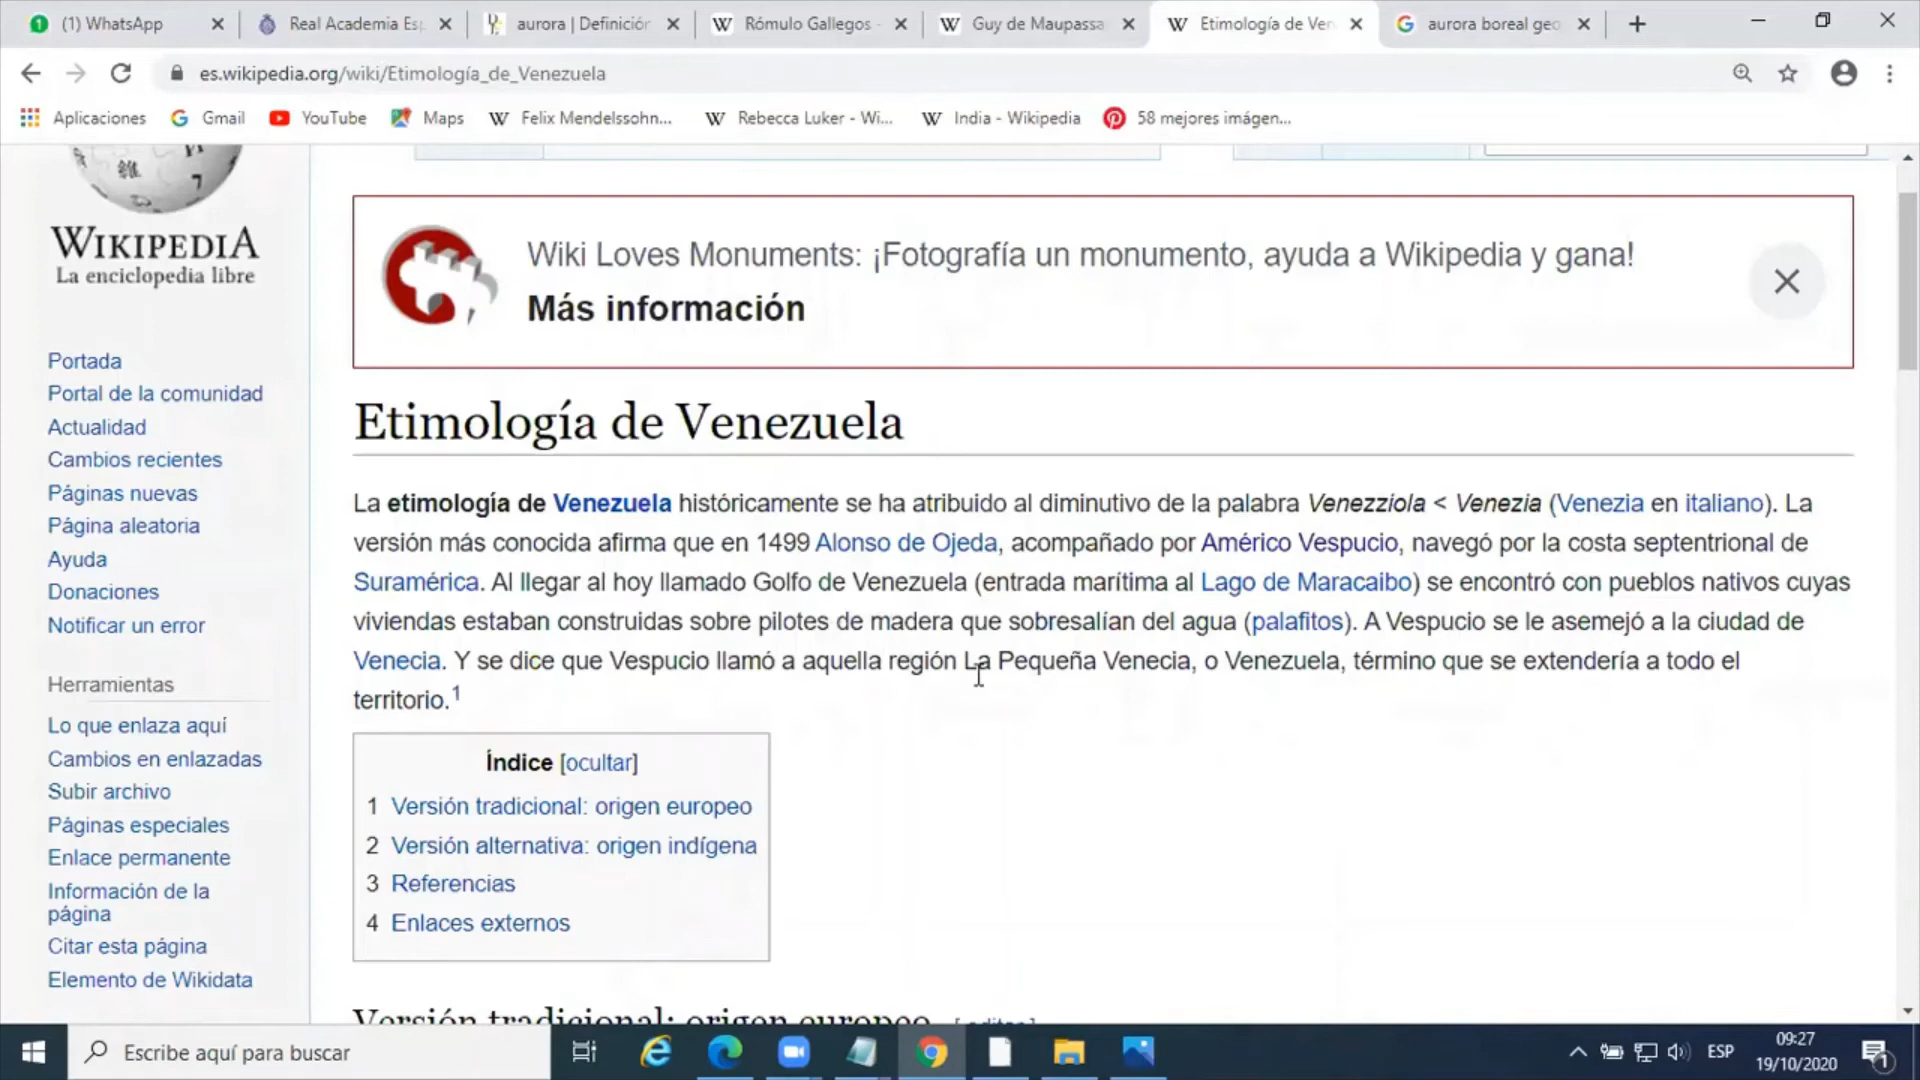 (1) WhatsApp
Real Academia Esp
aurora | Definición
Rómulo Gallegos -
Guy de Maupassa
Etimología de Ven
aurora boreal geo
es.wikipedia.org/wiki/Etimología_de_Venezuela
Aplicaciones
Gmail
YouTube
Maps
Felix Mendelssohn...
Rebecca Luker - Wi...
India - Wikipedia
58 mejores imágen...
WIKIPEDIA
La enciclopedia libre
Portada
Portal de la comunidad
Actualidad
Cambios recientes
Páginas nuevas
Página aleatoria
Ayuda
Donaciones
Notificar un error
Herramientas
Lo que enlaza aquí
Cambios en enlazadas
Subir archivo
Páginas especiales
Enlace permanente
Información de la
página
Citar esta página
Elemento de Wikidata
Wiki Loves Monuments: ¡Fotografía un monumento, ayuda a Wikipedia y gana!
Más información
Etimología de Venezuela
La etimología de Venezuela históricamente se ha atribuido al diminutivo de la palabra Venezziola < Venezia (Venezia en italiano). La
versión más conocida afirma que en 1499 Alonso de Ojeda, acompañado por Américo Vespucio, navegó por la costa septentrional de
Suramérica. Al llegar al hoy llamado Golfo de Venezuela (entrada marítima al Lago de Maracaibo) se encontró con pueblos nativos cuyas
viviendas estaban construidas sobre pilotes de madera que sobresalían del agua (palafitos). A Vespucio se le asemejó a la ciudad de
Venecia. Y se dice que Vespucio llamó a aquella región La Pequeña Venecia, o Venezuela, término que se extendería a todo el
territorio.1
Índice [ocultar]
1 Versión tradicional: origen europeo
2 Versión alternativa: origen indígena
3 Referencias
4 Enlaces externos
Versión tradicional: origen europeo [ editar ]
Escribe aquí para buscar
ESP
09:27
19/10/2020
1